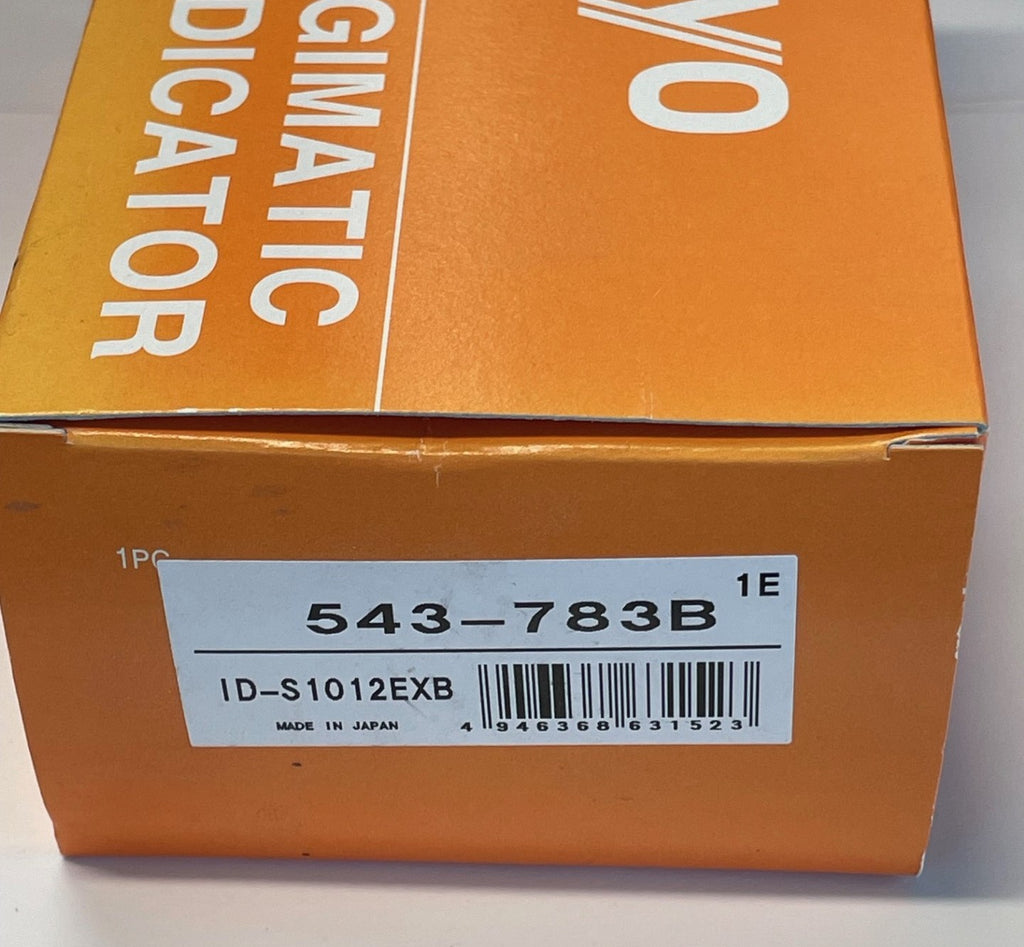 YO
GIMATIC
DICATOR
1PC
1E
543-783B
ID-S1012EXB
MADE IN JAPAN
4 946368 631523